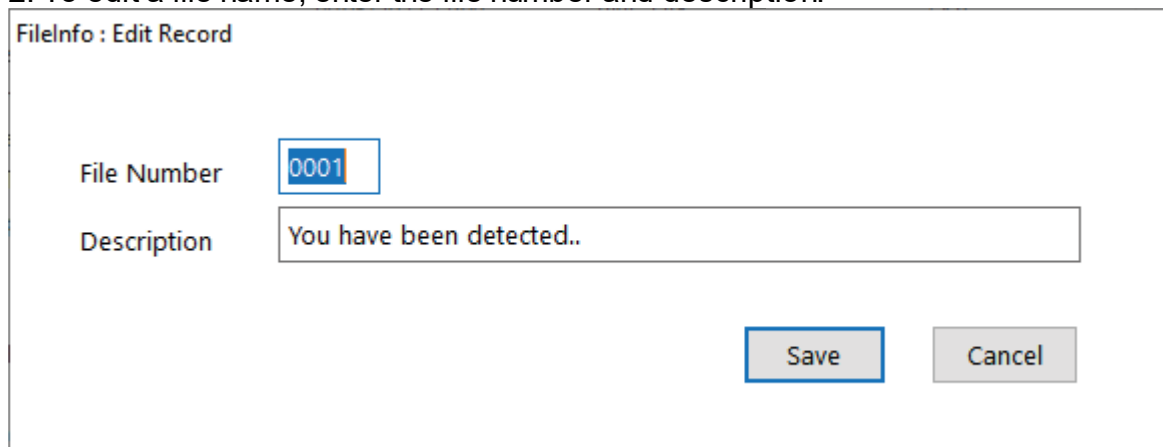 2. To edit a file name, enter the file number and description.
FileInfo : Edit Record
File Number 0001
Description You have been detected..
Save Cancel